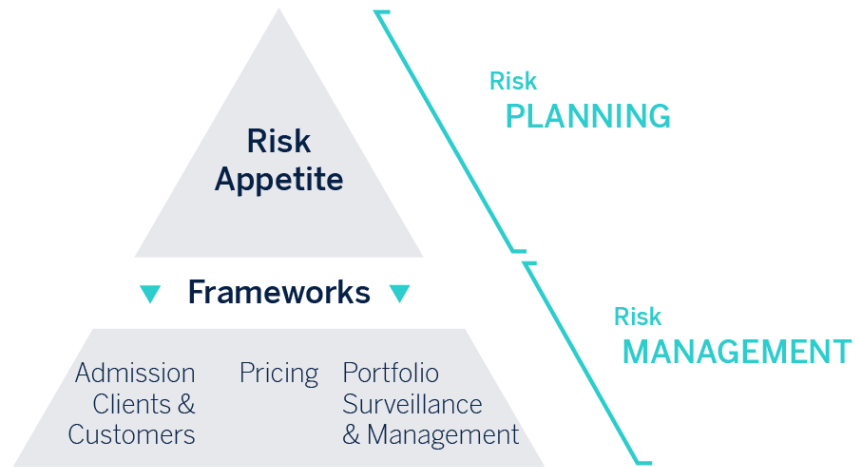 Risk
Appetite
Risk
PLANNING
Frameworks
Risk
MANAGEMENT
Admission
Clients &
Customers
Pricing
Portfolio
Surveillance
& Management